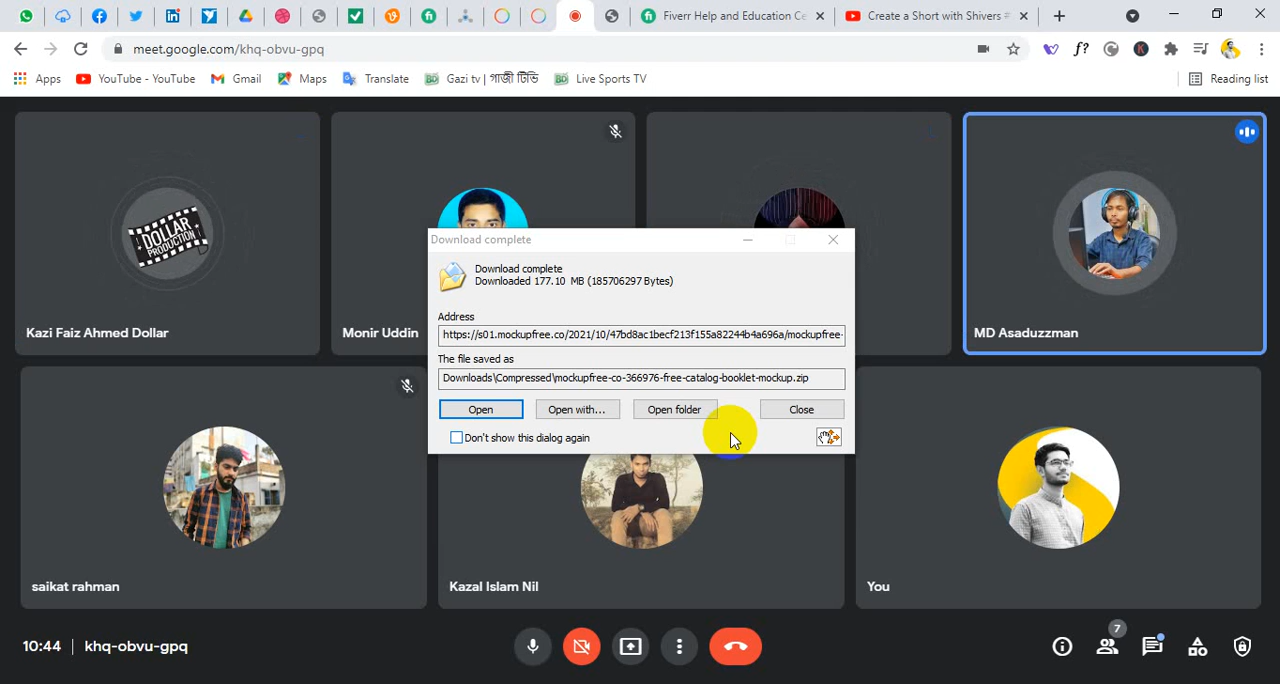 Fiverr Help and Education Ce
Create a Short with Shivers #
meet.google.com/khq-obvu-gpq
f?
K
Apps
YouTube - YouTube
Gmail
Maps
Translate
Gazi tv | গাজী টিভি
Live Sports TV
Reading list
DOLLAR
PRODUCTION
Kazi Faiz Ahmed Dollar
Monir Uddin
MD Asaduzzman
Download complete
Download complete
Downloaded 177.10 MB (185706297 Bytes)
Address
https://s01.mockupfree.co/2021/10/47bd8ac1becf213f155a82244b4a696a/mockupfree-
The file saved as
Downloads\Compressed\mockupfree-co-366976-free-catalog-booklet-mockup.zip
Open
Open with...
Open folder
Close
Don't show this dialog again
saikat rahman
Kazal Islam Nil
You
10:44
khq-obvu-gpq
7